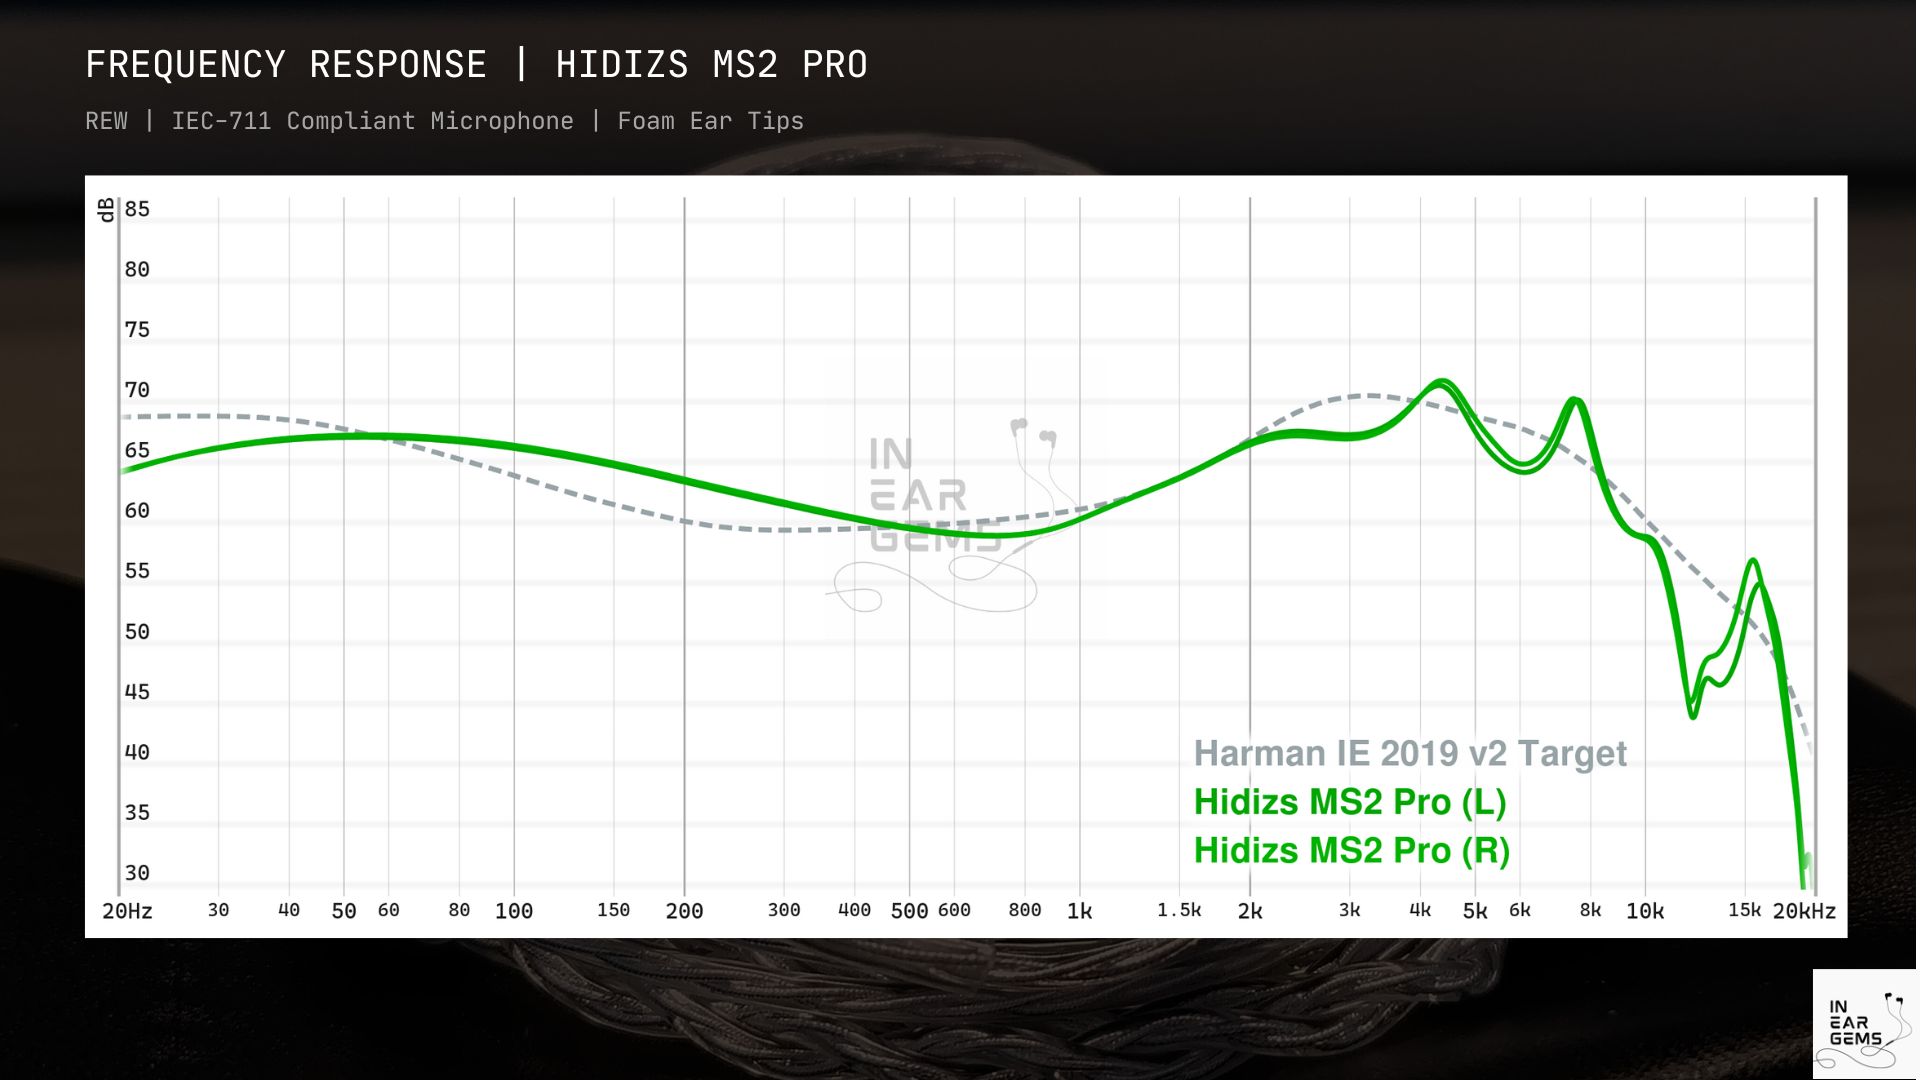 FREQUENCY RESPONSE | HIDIZS MS2 PRO
REW | IEC-711 Compliant Microphone | Foam Ear Tips
dB
85
80
75
70
65
60
55
50
45
40
35
30
IN
EAR
GEMS
Harman IE 2019 v2 Target
Hidizs MS2 Pro (L)
Hidizs MS2 Pro (R)
20Hz 30 40 50 60 80 100 150 200 300 400 500 600 800 1k 1.5k 2k 3k 4k 5k 6k 8k 10k 15k 20kHz
IN
EAR
GEMS